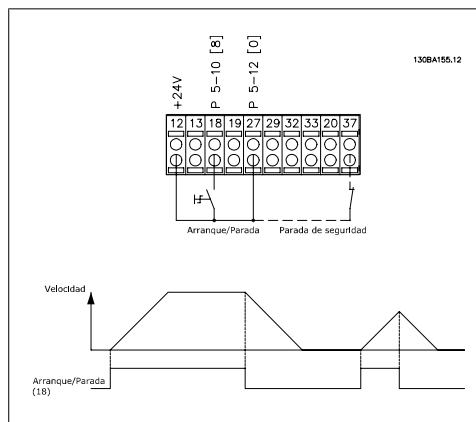 130BA155.12
+24V
P 5-10 [8]
P 5-12 [0]
12 13 18 19 27 29 32 33 20 37
Arranque/Parada
Parada de seguridad
Velocidad
Arranque/Parada
(18)